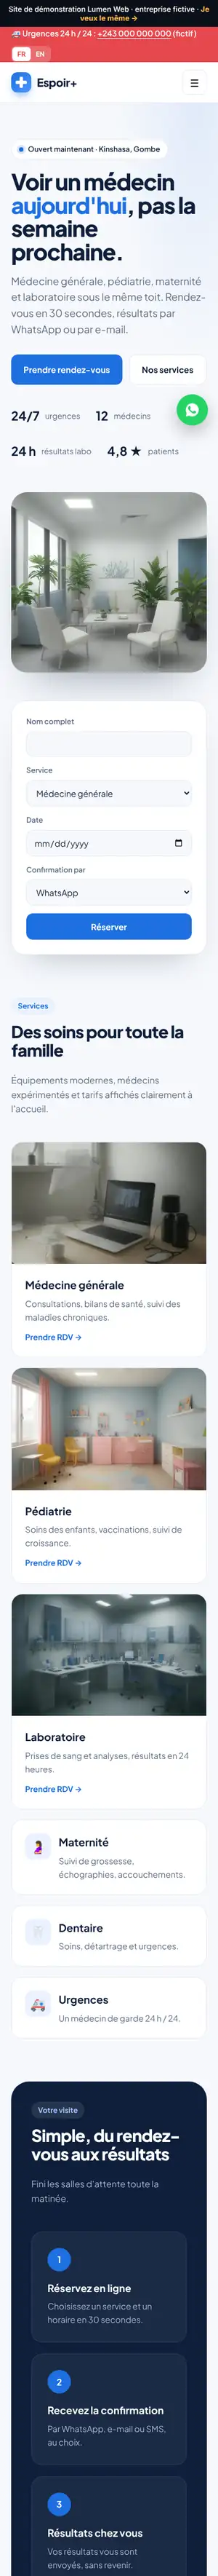 Site de démonstration Lumen Web · entreprise fictive · Je
veux le même →
🚑 Urgences 24 h / 24 : +243 000 000 000 (fictif)
FR EN
Espoir+
☰
Ouvert maintenant · Kinshasa, Gombe
Voir un médecin
aujourd'hui, pas la
semaine
prochaine.
Médecine générale, pédiatrie, maternité
et laboratoire sous le même toit. Rendez-
vous en 30 secondes, résultats par
WhatsApp ou par e-mail.
Prendre rendez-vous
Nos services
24/7 urgences
12 médecins
24 h résultats labo
4,8 ★ patients
Nom complet
Service
Médecine générale
Date
mm/dd/yyyy
Confirmation par
WhatsApp
Réserver
Services
Des soins pour toute la
famille
Équipements modernes, médecins
expérimentés et tarifs affichés clairement à
l'accueil.
Médecine générale
Consultations, bilans de santé, suivi des
maladies chroniques.
Prendre RDV →
Pédiatrie
Soins des enfants, vaccinations, suivi de
croissance.
Prendre RDV →
Laboratoire
Prises de sang et analyses, résultats en 24
heures.
Prendre RDV →
Maternité
Suivi de grossesse,
échographies, accouchements.
Dentaire
Soins, détartrage et urgences.
Urgences
Un médecin de garde 24 h / 24.
Votre visite
Simple, du rendez-
vous aux résultats
Fini les salles d'attente toute la
matinée.
1
Réservez en ligne
Choisissez un service et un
horaire en 30 secondes.
2
Recevez la confirmation
Par WhatsApp, e-mail ou SMS,
au choix.
3
Résultats chez vous
Vos résultats vous sont
envoyés, sans revenir.